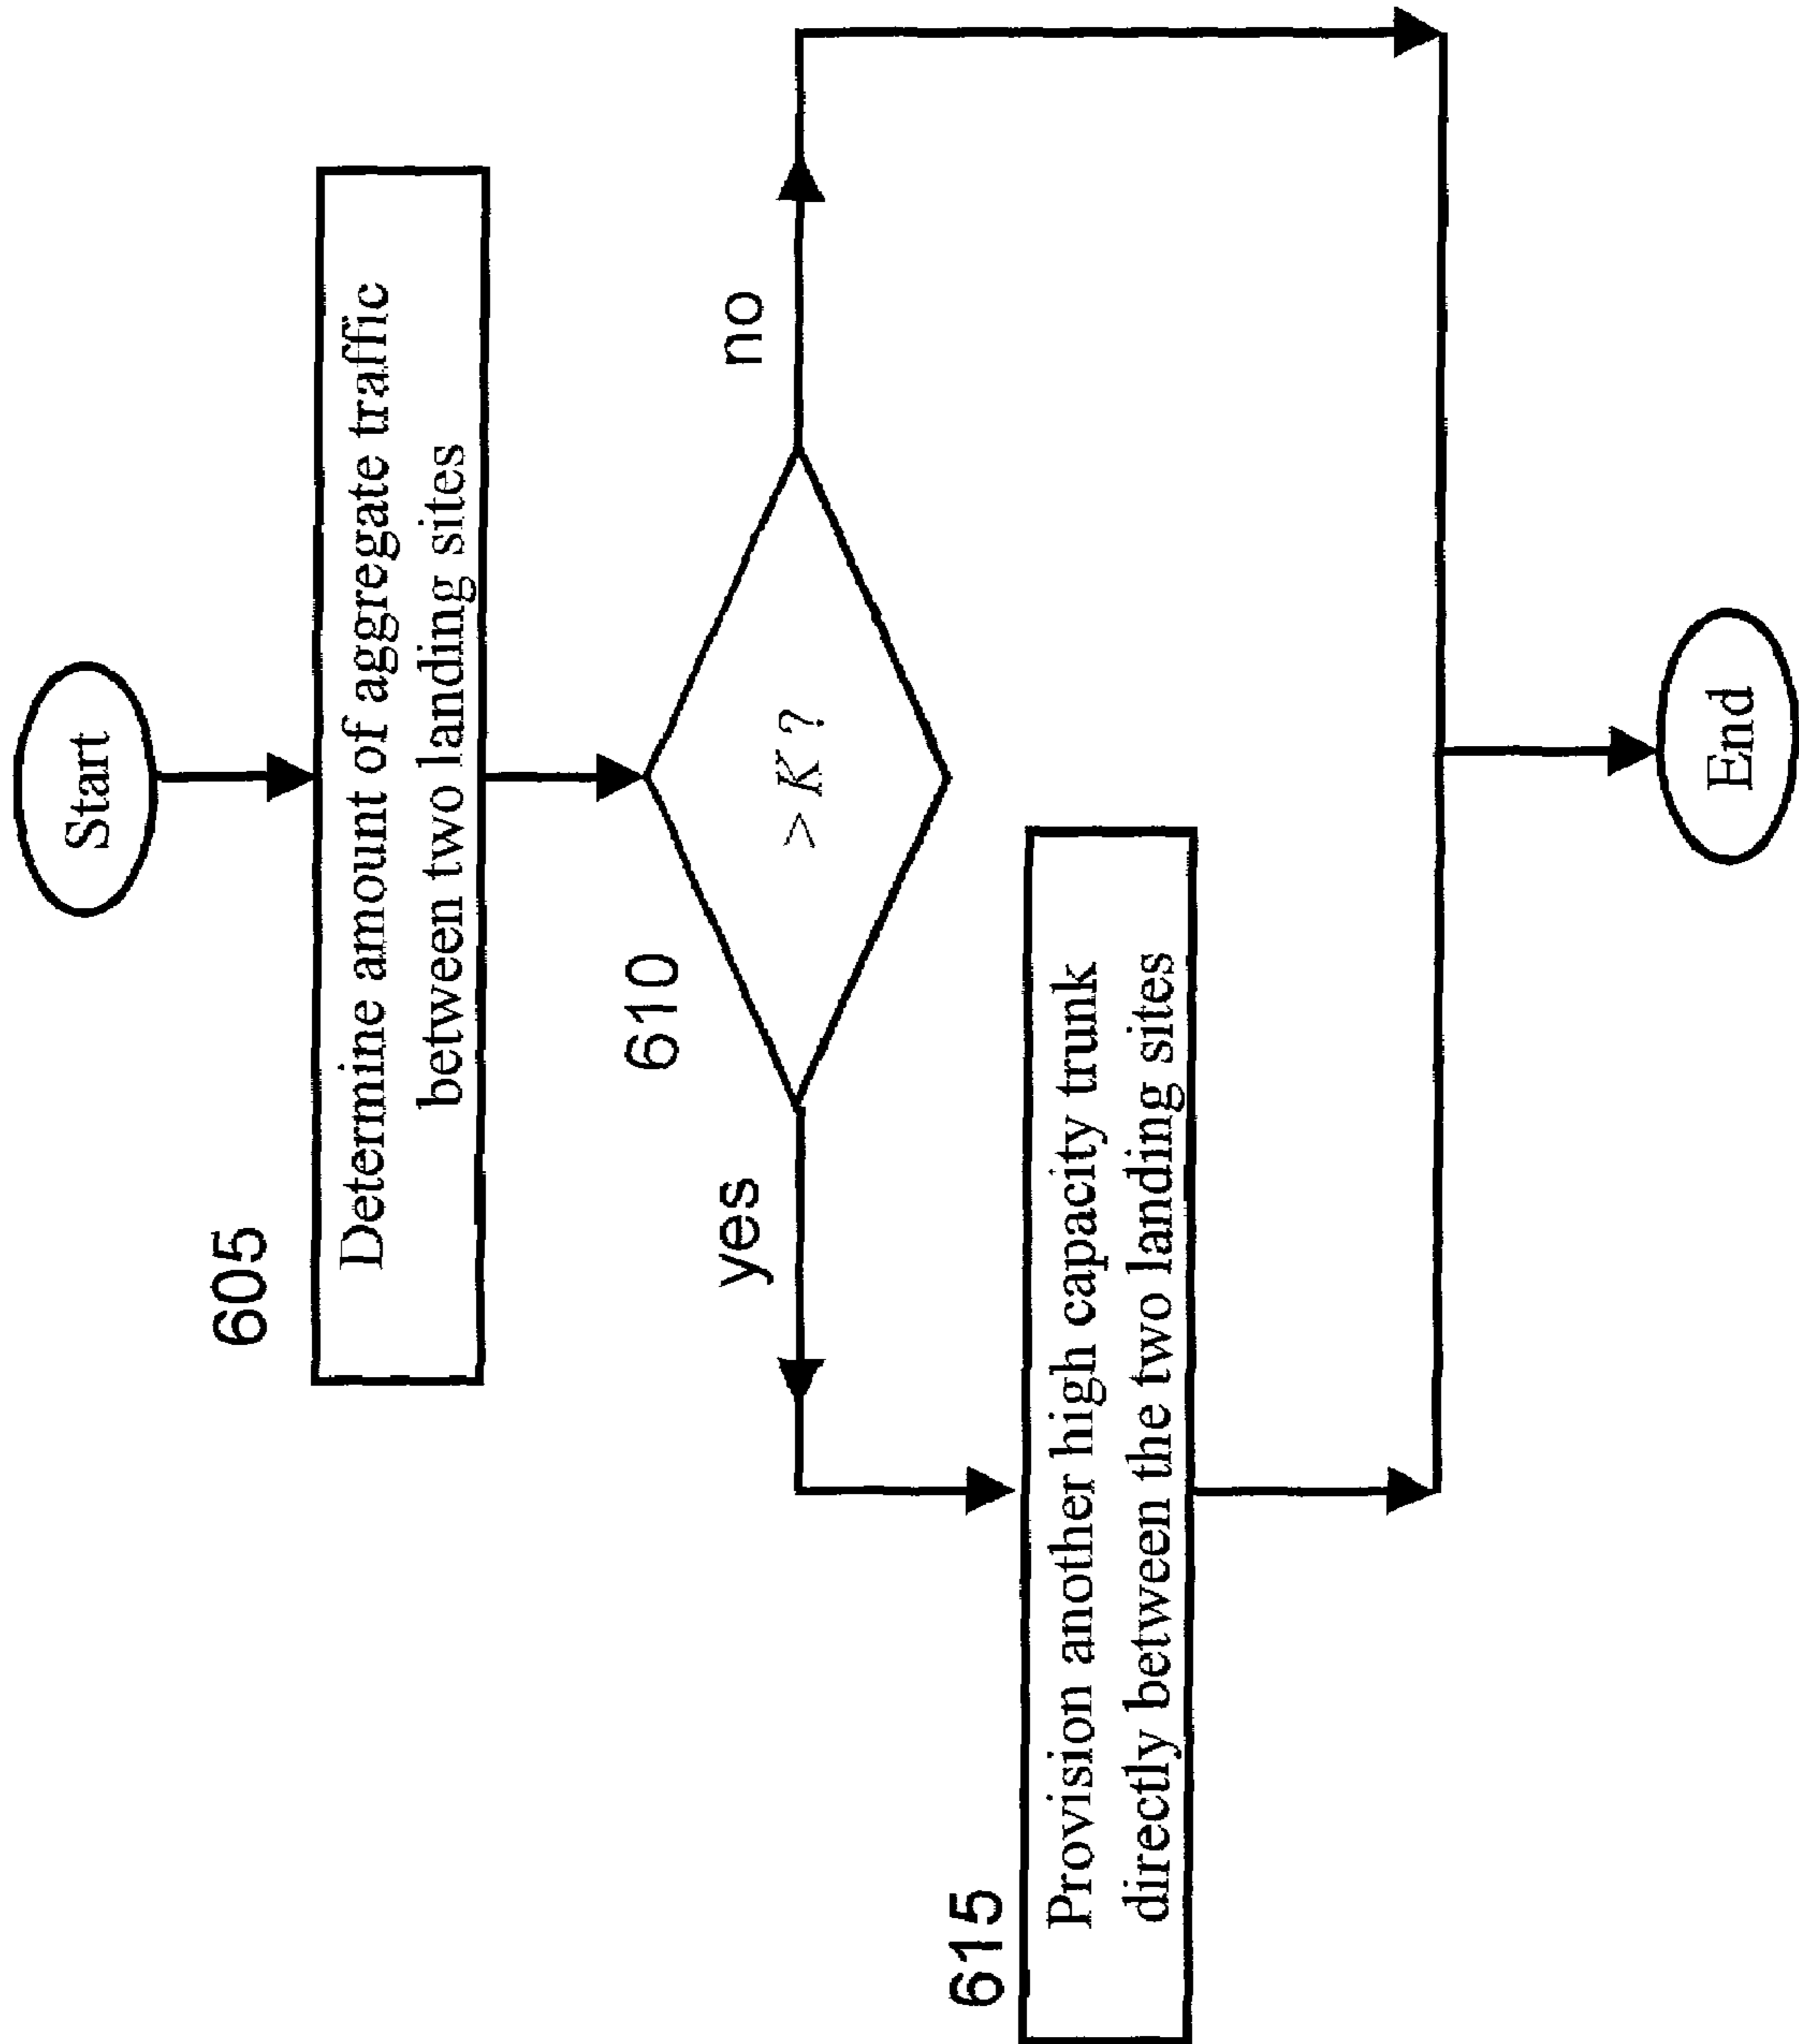 Start
605
Determine amount of aggregate traffic
between two landing sites
610
> K ?
yes
no
615
Provision another high capacity trunk
directly between the two landing sites
End